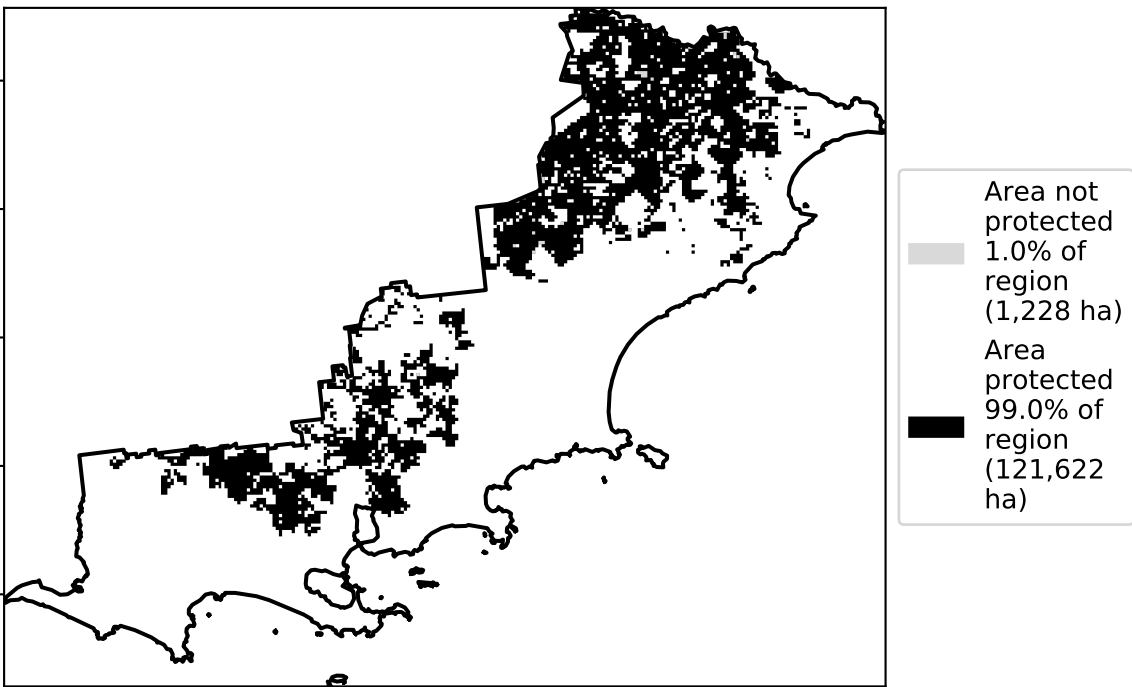 Area not
protected
1.0% of
region
(1,228 ha)
Area
protected
99.0% of
region
(121,622
ha)